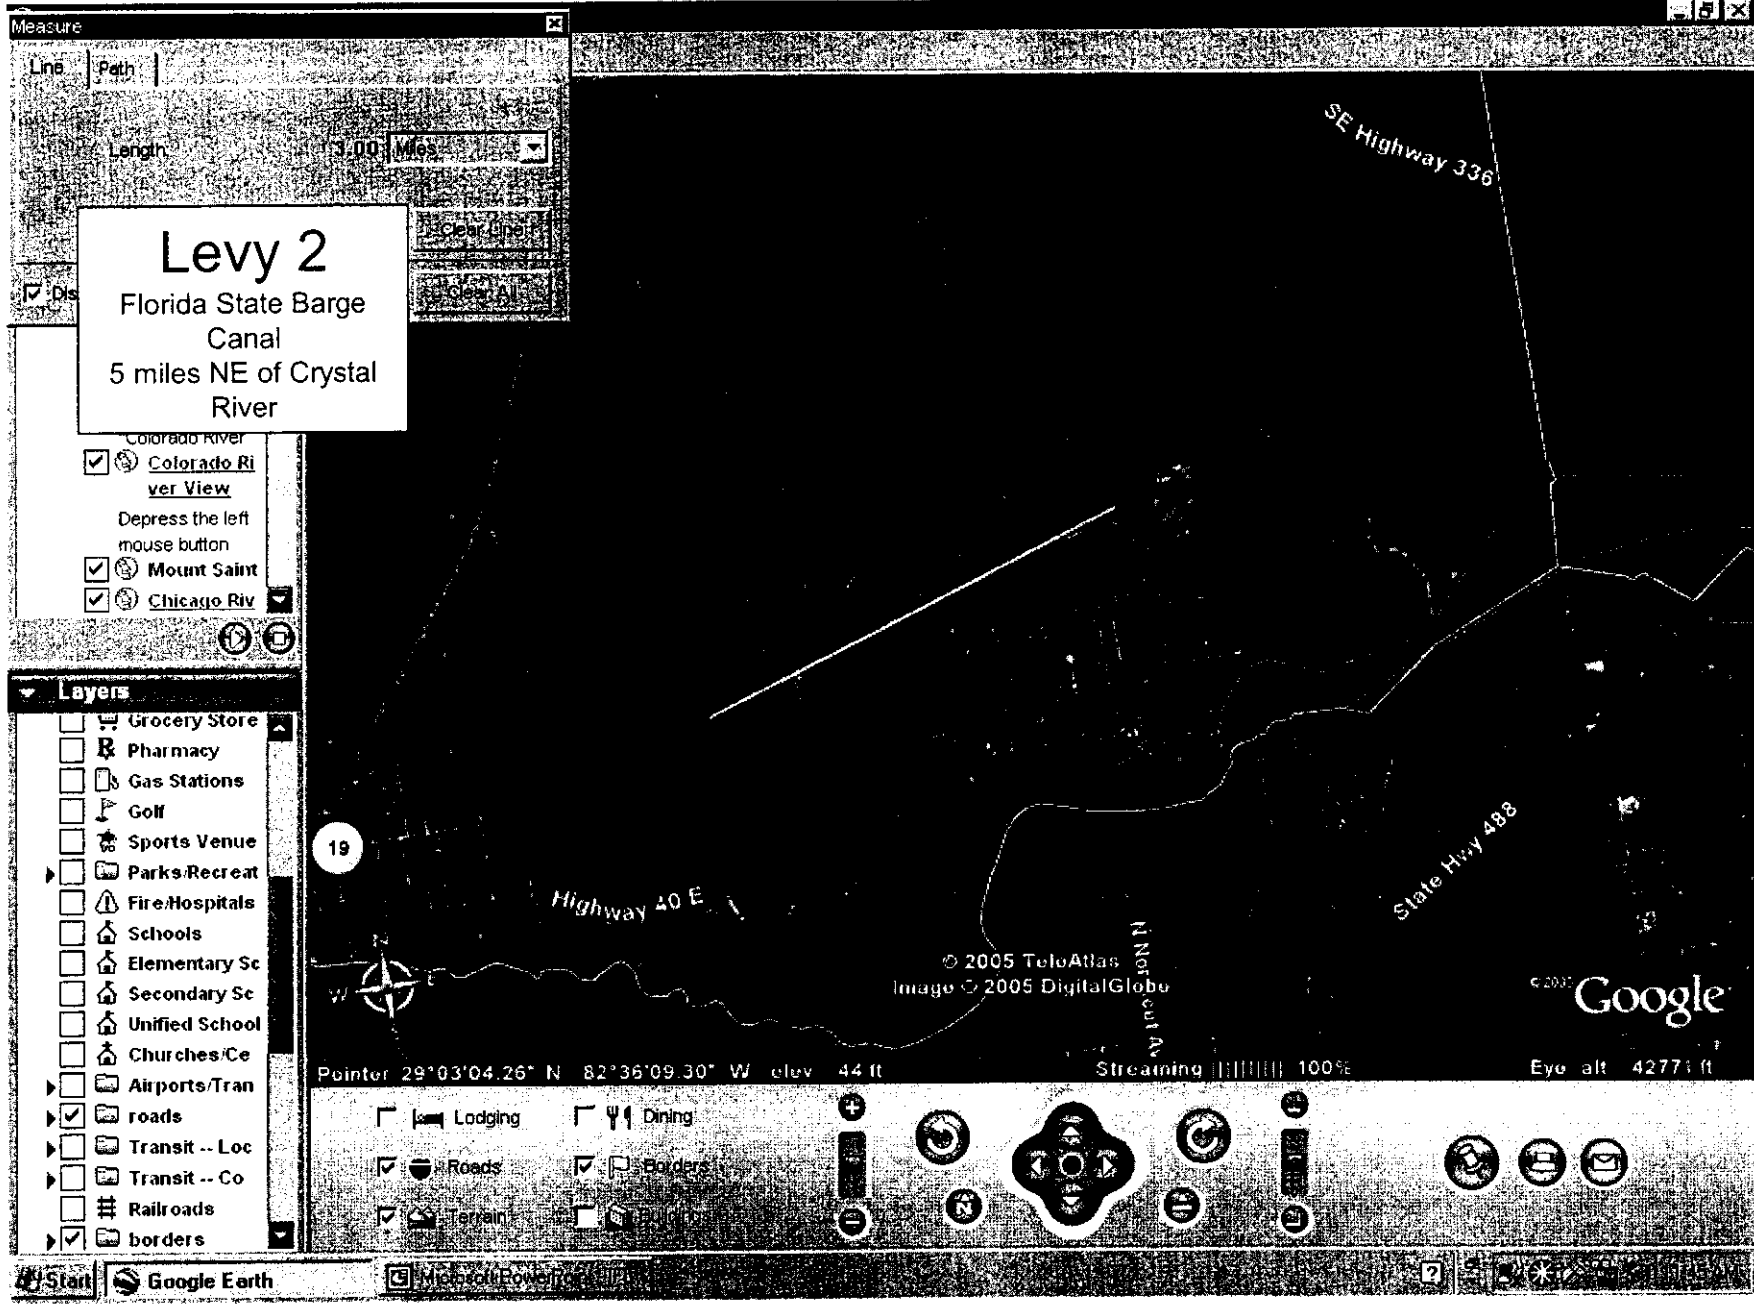 Measure
Line
Path
Length
3.00 Miles
Clear Line
Clear All
Dis
Levy 2
Florida State Barge
Canal
5 miles NE of Crystal
River
Colorado River
Colorado Ri
ver View
Depress the left
mouse button
Mount Saint
Chicago Riv
Layers
Grocery Store
Pharmacy
Gas Stations
Golf
Sports Venue
Parks/Recreat
Fire/Hospitals
Schools
Elementary Sc
Secondary Sc
Unified School
Churches/Ce
Airports/Tran
roads
Transit -- Loc
Transit -- Co
Railroads
borders
SE Highway 336
19
Highway 40 E
State Hwy 488
N
W
E
© 2005 TeleAtlas
Image © 2005 DigitalGlobe
© 2005 Google
Pointer 29°03'04.26" N 82°36'09.30" W elev 44 ft
Streaming |||||||||| 100%
Eye alt 42771 ft
Lodging
Dining
Roads
Borders
Terrain
Buildings
N
Start
Google Earth
?